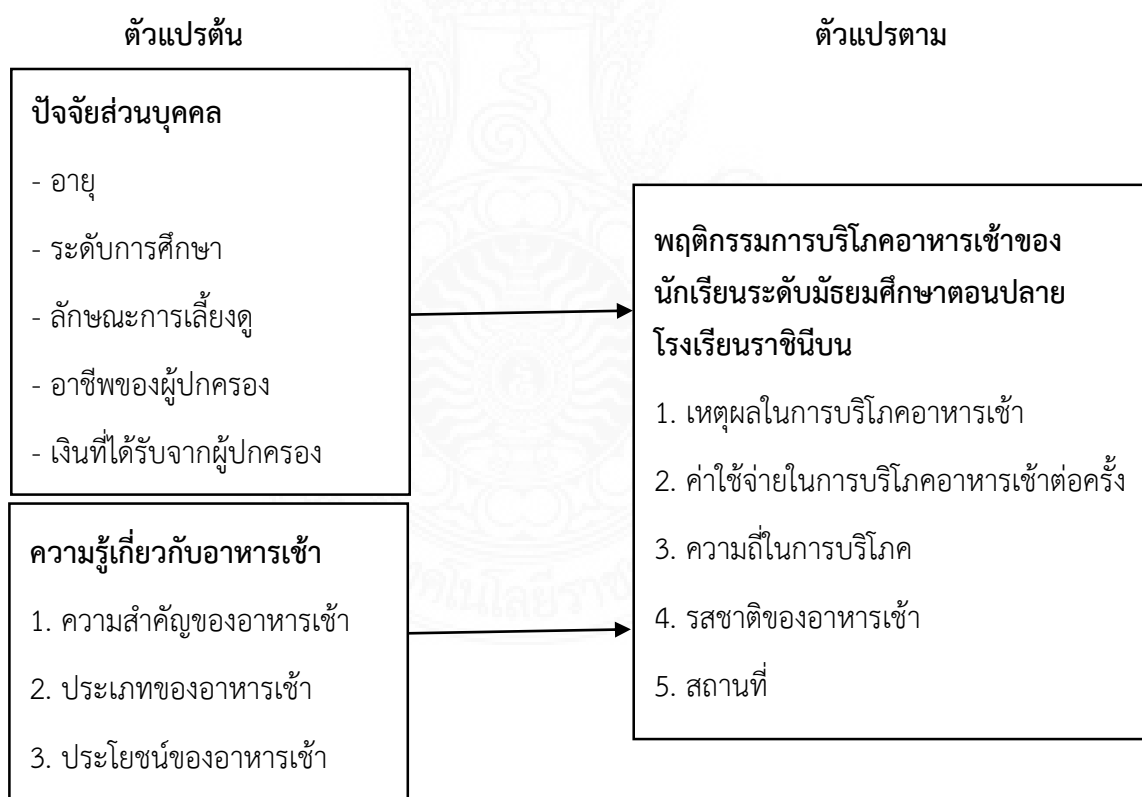 ตัวแปรต้น
ตัวแปรตาม
ปัจจัยส่วนบุคคล
- อายุ
- ระดับการศึกษา
- ลักษณะการเลี้ยงดู
- อาชีพของผู้ปกครอง
- เงินที่ได้รับจากผู้ปกครอง
ความรู้เกี่ยวกับอาหารเช้า
1. ความสำคัญของอาหารเช้า
2. ประเภทของอาหารเช้า
3. ประโยชน์ของอาหารเช้า
พฤติกรรมการบริโภคอาหารเช้าของ
นักเรียนระดับมัธยมศึกษาตอนปลาย
โรงเรียนราชินีบน
1. เหตุผลในการบริโภคอาหารเช้า
2. ค่าใช้จ่ายในการบริโภคอาหารเช้าต่อครั้ง
3. ความถี่ในการบริโภค
4. รสชาติของอาหารเช้า
5. สถานที่